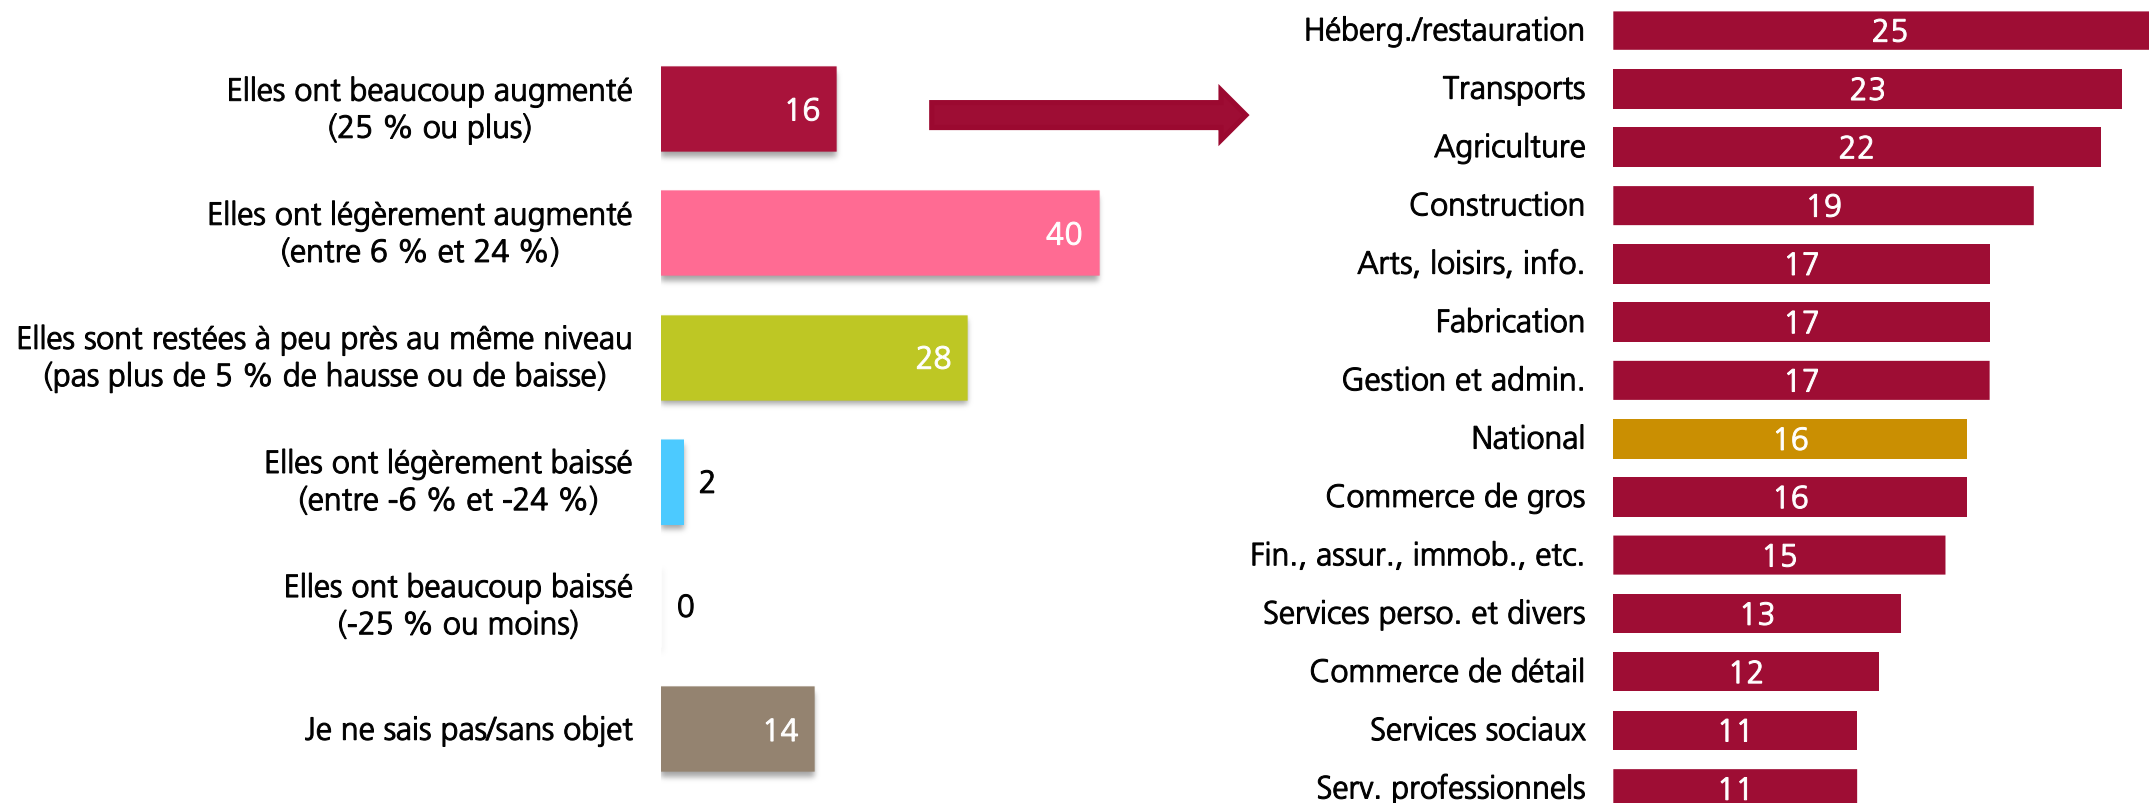 Elles ont beaucoup augmenté
(25 % ou plus)
16
Elles ont légèrement augmenté
(entre 6 % et 24 %)
40
Elles sont restées à peu près au même niveau
(pas plus de 5 % de hausse ou de baisse)
28
Elles ont légèrement baissé
(entre -6 % et -24 %)
2
Elles ont beaucoup baissé
(-25 % ou moins)
0
Je ne sais pas/sans objet
14
Héberg./restauration 25
Transports 23
Agriculture 22
Construction 19
Arts, loisirs, info. 17
Fabrication 17
Gestion et admin. 17
National 16
Commerce de gros 16
Fin., assur., immob., etc. 15
Services perso. et divers 13
Commerce de détail 12
Services sociaux 11
Serv. professionnels 11